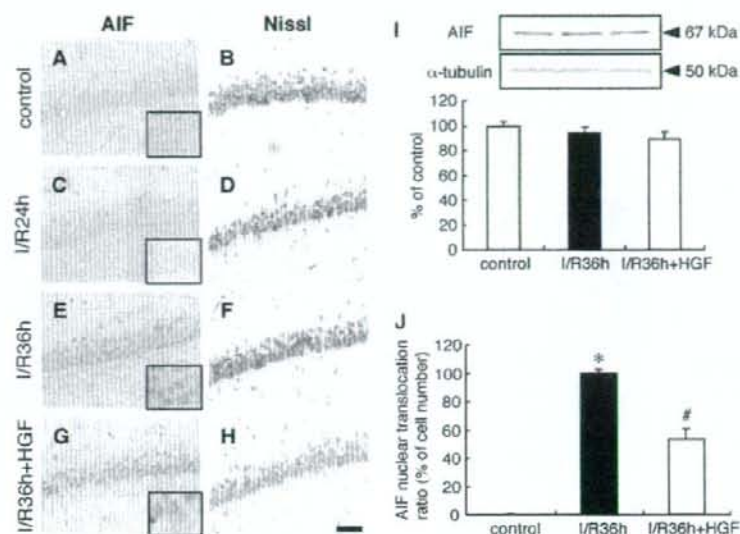 AIF Nissl
control
A B
I/R24h
C D
I/R36h
E F
I/R36h+HGF
G H
I
AIF 67 kDa
α-tubulin 50 kDa
% of control
120
100
80
60
40
20
0
control I/R36h I/R36h+HGF
J
AIF nuclear translocation
ratio (% of cell number)
120
100
80
60
40
20
0
*
#
control I/R36h I/R36h+HGF